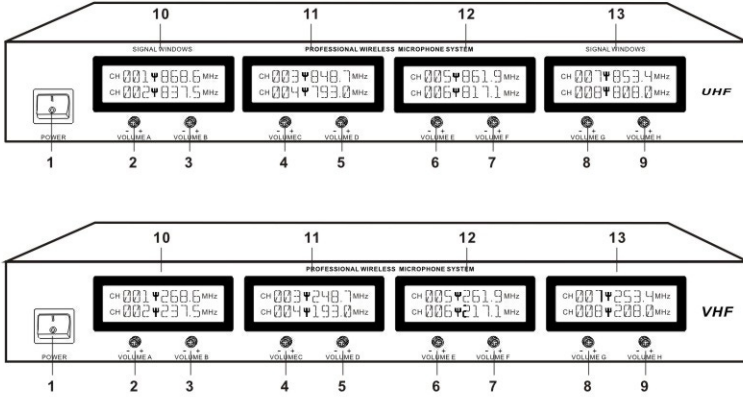 10 11 12 13
SIGNAL WINDOWS PROFESSIONAL WIRELESS MICROPHONE SYSTEM SIGNAL WINDOWS
CH 001 868.6 MHz CH 003 848.7 MHz CH 005 861.9 MHz CH 007 853.4 MHz
CH 002 837.5 MHz CH 004 793.0 MHz CH 006 817.1 MHz CH 008 808.0 MHz
UHF
- + - + - + - + - + - + - + - +
POWER VOLUME A VOLUME B VOLUMEC VOLUME D VOLUME E VOLUME F VOLUME G VOLUME H
1 2 3 4 5 6 7 8 9
10 11 12 13
PROFESSIONAL WIRELESS MICROPHONE SYSTEM
CH 001 268.6 MHz CH 003 248.7 MHz CH 005 261.9 MHz CH 007 253.4 MHz
CH 002 237.5 MHz CH 004 193.0 MHz CH 006 217.1 MHz CH 008 208.0 MHz
VHF
- + - + - + - + - + - + - + - +
POWER VOLUME A VOLUME B VOLUMEC VOLUME D VOLUME E VOLUME F VOLUME G VOLUME H
1 2 3 4 5 6 7 8 9